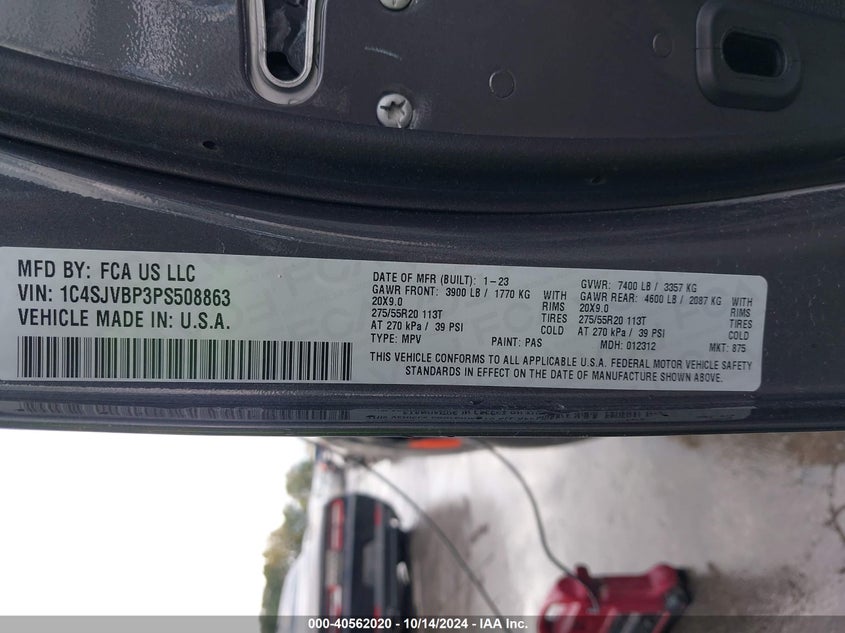 MFD BY: FCA US LLC
VIN: 1C4SJVBP3PS508863
VEHICLE MADE IN: U.S.A.
DATE OF MFR (BUILT): 1-23 GVWR: 7400 LB / 3357 KG
GAWR FRONT: 3900 LB / 1770 KG GAWR REAR: 4600 LB / 2087 KG
20X9.0 RIMS 20X9.0 RIMS
275/55R20 113T TIRES 275/55R20 113T TIRES
AT 270 kPa / 39 PSI COLD AT 270 kPa / 39 PSI COLD
TYPE: MPV PAINT: PAS MDH: 012312 MKT: 875
THIS VEHICLE CONFORMS TO ALL APPLICABLE U.S.A. FEDERAL MOTOR VEHICLE SAFETY
STANDARDS IN EFFECT ON THE DATE OF MANUFACTURE SHOWN ABOVE.
000-40562020 - 10/14/2024 - I A A, Inc.